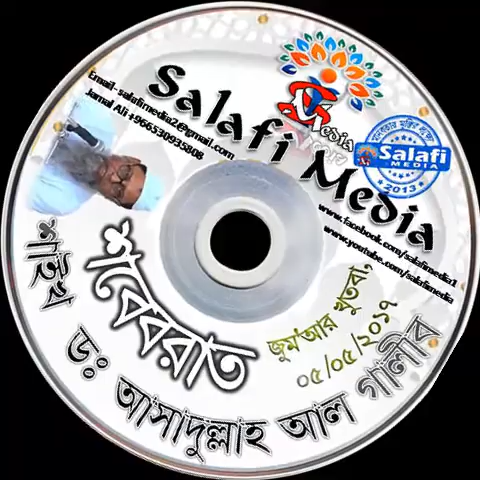 Salafi Media
Email-salafimedia2@gmail.com
Jamal Ali +966530935808
Media
Salafi
MEDIA
2013
www.facebook.com/salafimedia1
www.youtube.com/salafimedia
শবেবরাত
জুম'আর খুতবা,
০৫/০৫/২০১৭
শাইখ ডঃ আসাদুল্লাহ আল গালীব